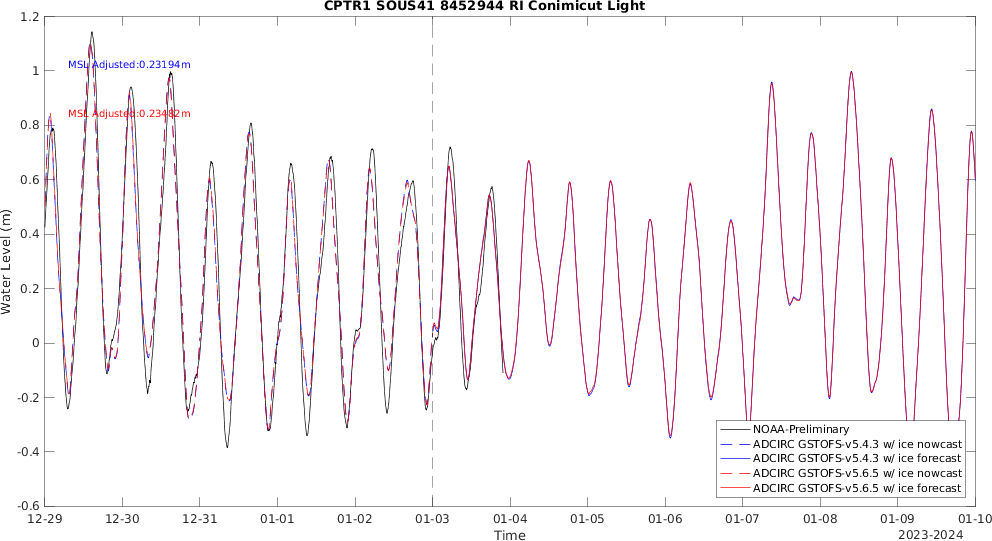 CPTR1 SOUS41 8452944 RI Conimicut Light
1.2
1
0.8
0.6
0.4
0.2
0
-0.2
-0.4
-0.6
Water Level (m)
MSL Adjusted:0.23194m
MSL Adjusted:0.23482m
NOAA-Preliminary
ADCIRC GSTOFS-v5.4.3 w/ ice nowcast
ADCIRC GSTOFS-v5.4.3 w/ ice forecast
ADCIRC GSTOFS-v5.6.5 w/ ice nowcast
ADCIRC GSTOFS-v5.6.5 w/ ice forecast
12-29 12-30 12-31 01-01 01-02 01-03 01-04 01-05 01-06 01-07 01-08 01-09 01-10
Time
2023-2024